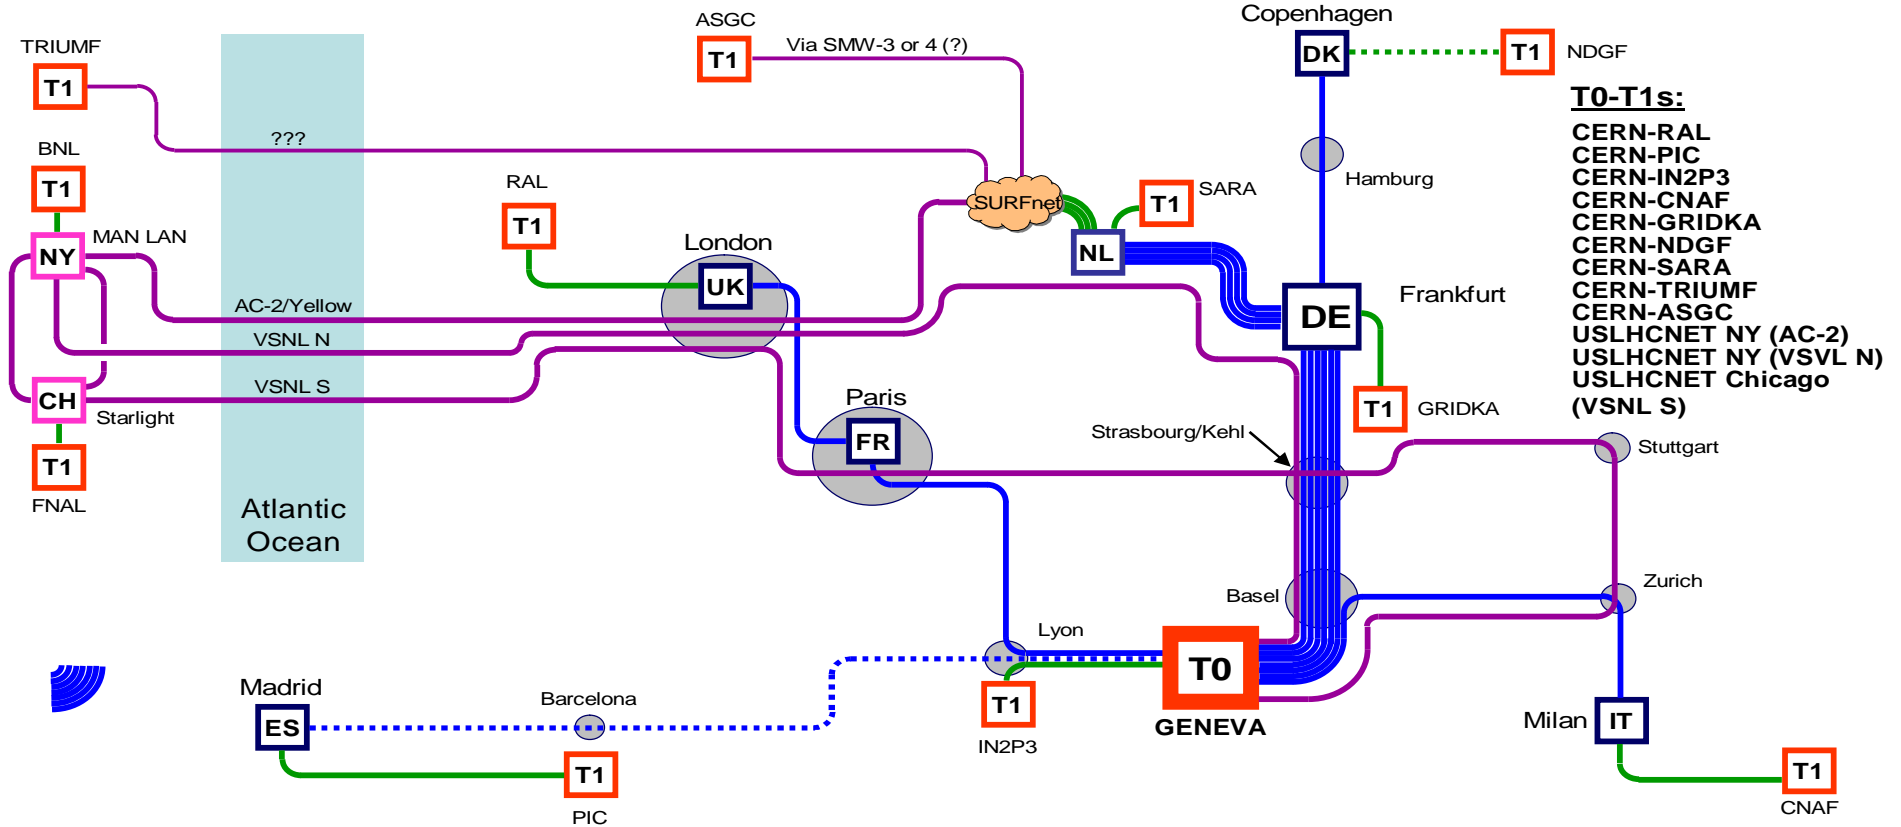 Copenhagen
ASGC
TRIUMF
T1
Via SMW-3 or 4 (?)
DK
T1
NDGF
T1
???
BNL
T1
RAL
T1
SURFnet
T1
SARA
Hamburg
T0-T1s:
CERN-RAL
CERN-PIC
CERN-IN2P3
CERN-CNAF
CERN-GRIDKA
CERN-NDGF
CERN-SARA
CERN-TRIUMF
CERN-ASGC
USLHCNET NY (AC-2)
USLHCNET NY (VSVL N)
USLHCNET Chicago
(VSNL S)
MAN LAN
NY
London
UK
NL
Frankfurt
DE
AC-2/Yellow
VSNL N
VSNL S
CH
Starlight
T1
FNAL
Paris
FR
T1
GRIDKA
Strasbourg/Kehl
Stuttgart
Atlantic
Ocean
Basel
Zurich
Lyon
T0
GENEVA
Madrid
ES
Barcelona
T1
PIC
T1
IN2P3
Milan
IT
T1
CNAF